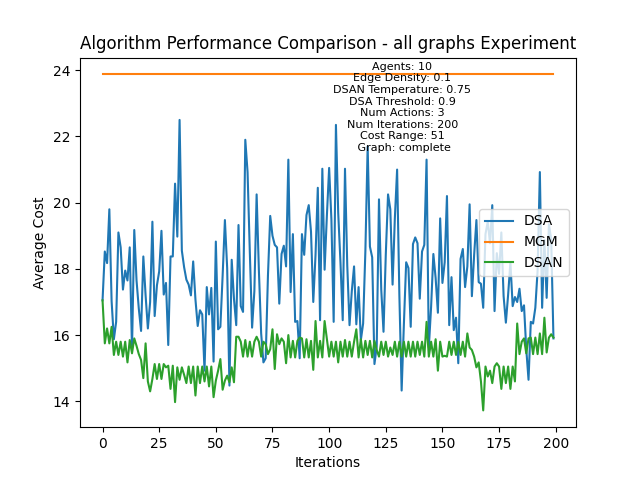 Algorithm Performance Comparison - all graphs Experiment
24
22
20
18
16
14
Average Cost
Agents: 10
Edge Density: 0.1
DSAN Temperature: 0.75
DSA Threshold: 0.9
Num Actions: 3
Num Iterations: 200
Cost Range: 51
Graph: complete
DSA
MGM
DSAN
0 25 50 75 100 125 150 175 200
Iterations